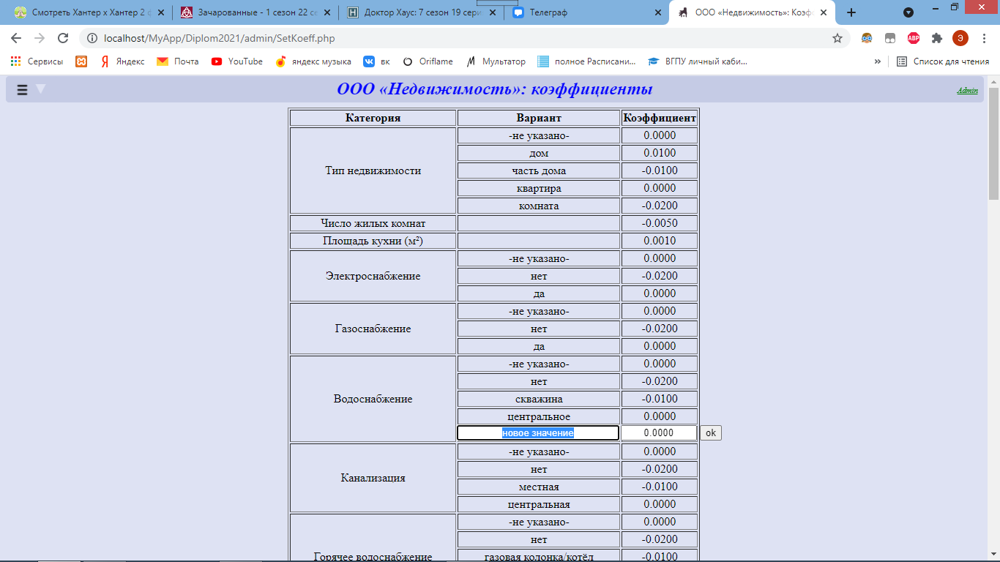 Смотреть Хантер х Хантер 2
Зачарованные - 1 сезон 22 се
Доктор Хаус: 7 сезон 19 сери
Телеграф
ООО «Недвижимость»: Коэф
localhost/MyApp/Diplom2021/admin/SetKoeff.php
ABP
Э
Сервисы
Яндекс
Почта
YouTube
яндекс музыка
вк
Oriflame
Мультатор
полное Расписани...
ВГПУ личный каби...
»
Список для чтения
ООО «Недвижимость»: коэффициенты
Admin
Категория Вариант Коэффициент
Тип недвижимости
-не указано- 0.0000
дом 0.0100
часть дома -0.0100
квартира 0.0000
комната -0.0200
Число жилых комнат -0.0050
Площадь кухни (м²) 0.0010
Электроснабжение
-не указано- 0.0000
нет -0.0200
да 0.0000
Газоснабжение
-не указано- 0.0000
нет -0.0200
да 0.0000
Водоснабжение
-не указано- 0.0000
нет -0.0200
скважина -0.0100
центральное 0.0000
новое значение 0.0000 ok
Канализация
-не указано- 0.0000
нет -0.0200
местная -0.0100
центральная 0.0000
Горячее водоснабжение
-не указано- 0.0000
нет -0.0200
газовая колонка/котёл -0.0100